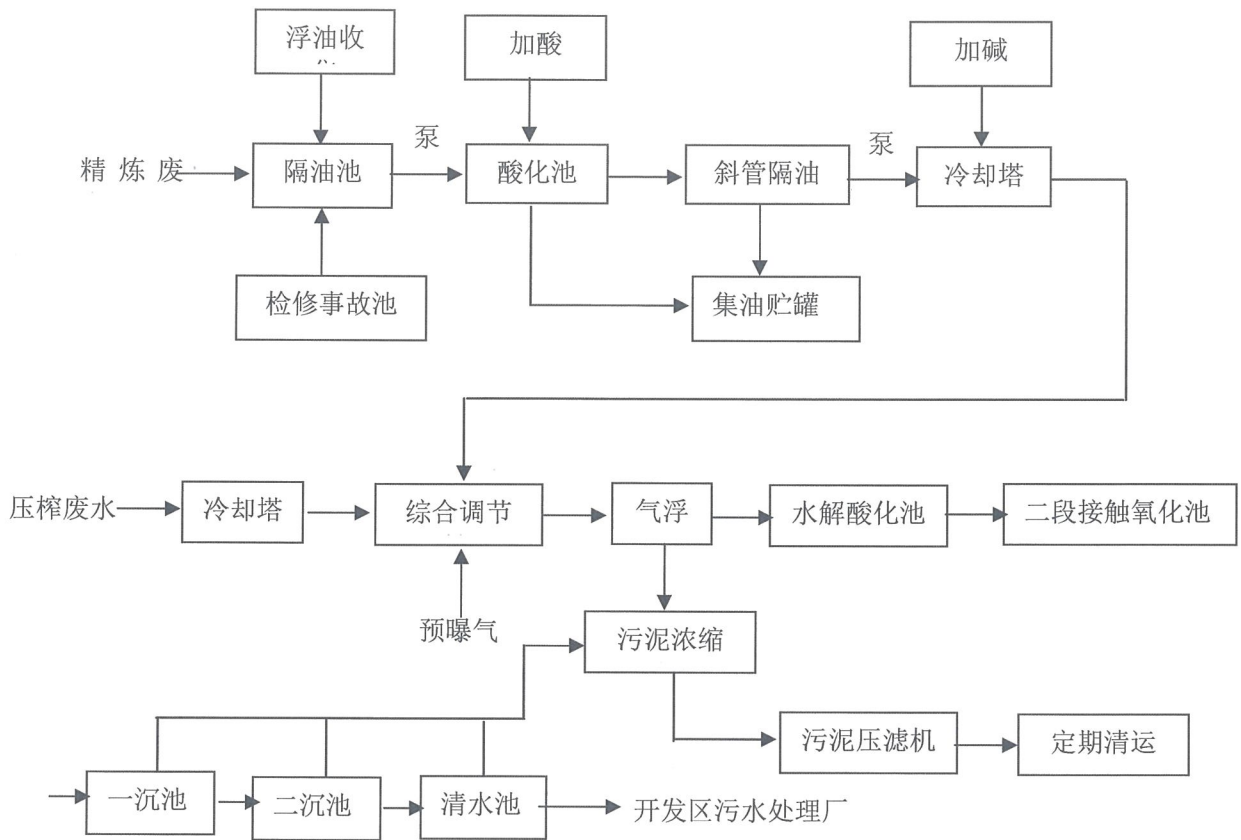 浮油收
加酸
加碱
泵
泵
精炼废
隔油池
酸化池
斜管隔油
冷却塔
检修事故池
集油贮罐
压榨废水
冷却塔
综合调节
气浮
水解酸化池
二段接触氧化池
预曝气
污泥浓缩
污泥压滤机
定期清运
一沉池
二沉池
清水池
开发区污水处理厂